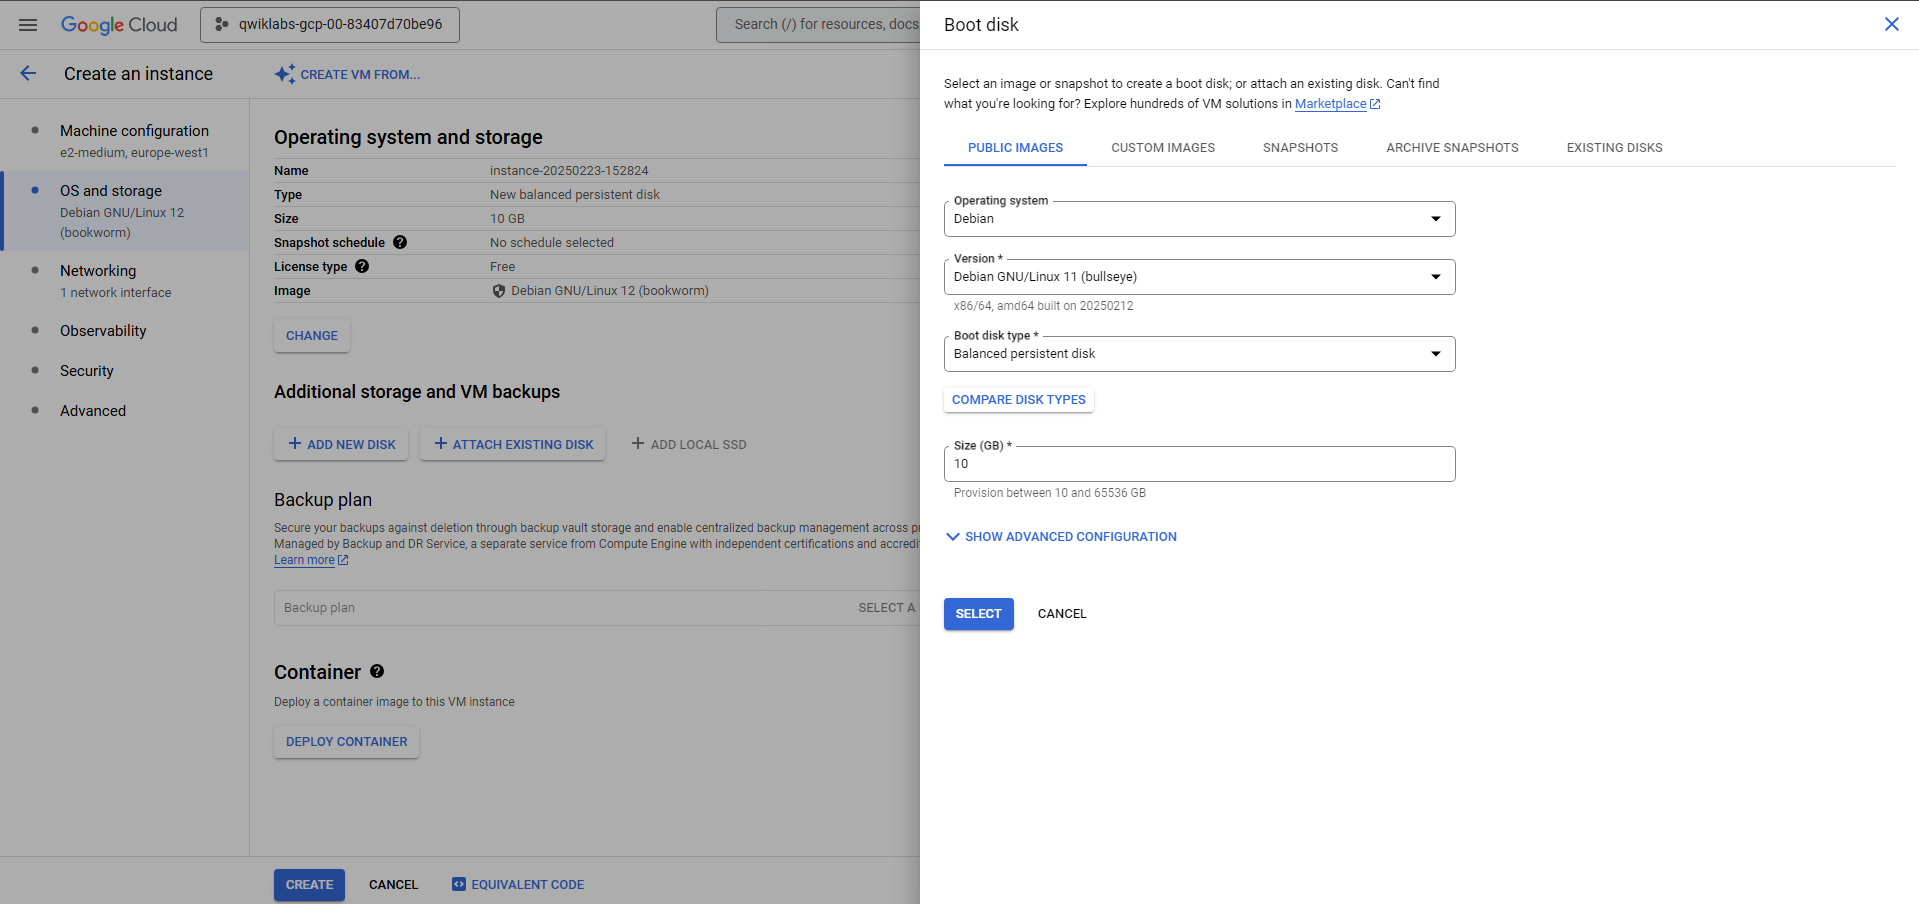 Google Cloud
qwiklabs-gcp-00-83407d70be96
Search (/) for resources, docs
Create an instance
CREATE VM FROM...
Machine configuration
e2-medium, europe-west1
OS and storage
Debian GNU/Linux 12
(bookworm)
Networking
1 network interface
Observability
Security
Advanced
Operating system and storage
Name instance-20250223-152824
Type New balanced persistent disk
Size 10 GB
Snapshot schedule ? No schedule selected
License type ? Free
Image Debian GNU/Linux 12 (bookworm)
CHANGE
Additional storage and VM backups
+ ADD NEW DISK + ATTACH EXISTING DISK + ADD LOCAL SSD
Backup plan
Secure your backups against deletion through backup vault storage and enable centralized backup management across
Managed by Backup and DR Service, a separate service from Compute Engine with independent certifications and
Learn more
Backup plan SELECT A
Container ?
Deploy a container image to this VM instance
DEPLOY CONTAINER
CREATE CANCEL EQUIVALENT CODE
Boot disk
Select an image or snapshot to create a boot disk; or attach an existing disk. Can't find
what you're looking for? Explore hundreds of VM solutions in Marketplace
PUBLIC IMAGES CUSTOM IMAGES SNAPSHOTS ARCHIVE SNAPSHOTS EXISTING DISKS
Operating system
Debian
Version *
Debian GNU/Linux 11 (bullseye)
x86/64, amd64 built on 20250212
Boot disk type *
Balanced persistent disk
COMPARE DISK TYPES
Size (GB) *
10
Provision between 10 and 65536 GB
SHOW ADVANCED CONFIGURATION
SELECT CANCEL